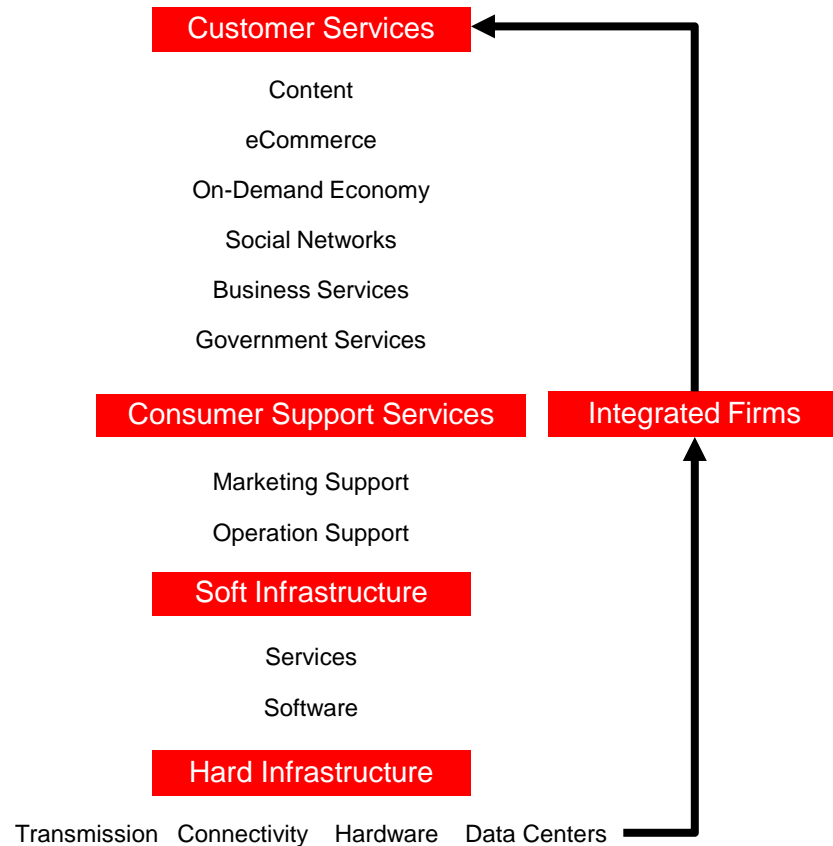 Customer Services
Content
eCommerce
On-Demand Economy
Social Networks
Business Services
Government Services
Consumer Support Services
Integrated Firms
Marketing Support
Operation Support
Soft Infrastructure
Services
Software
Hard Infrastructure
Transmission Connectivity Hardware Data Centers